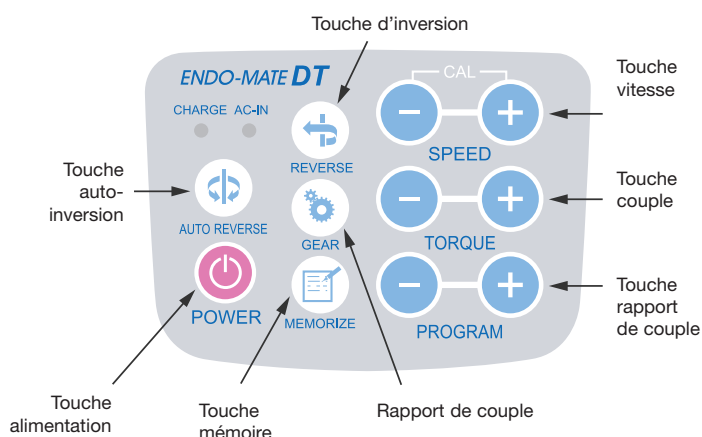 Touche d'inversion
ENDO-MATE DT
CAL
Touche
vitesse
CHARGE AC-IN
REVERSE
SPEED
Touche
auto-
inversion
Touche
couple
AUTO REVERSE
GEAR
TORQUE
Touche
rapport
de couple
POWER
MEMORIZE
PROGRAM
Touche
alimentation
Touche
mémoire
Rapport de couple